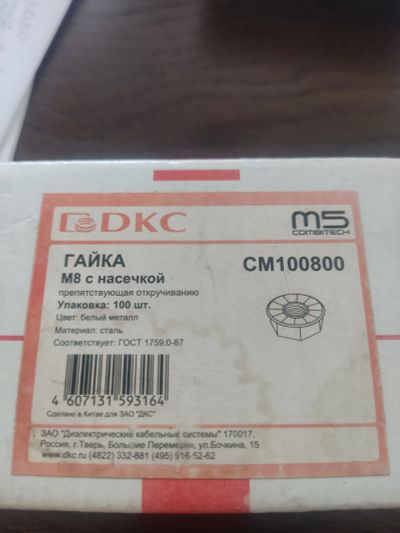 DKC
M5
COMBITECH
ГАЙКА
М8 с насечкой
CM100800
препятствующая откручиванию
Упаковка: 100 шт.
Цвет: белый металл
Материал: сталь
Соответствует: ГОСТ 1759.0-87
4 607131 593164
Сделано в Китае для ЗАО "ДКС"
ЗАО "Диэлектрические кабельные системы" 170017,
Россия, г.Тверь, Большие Перемерки, ул.Бочкина, 15
www.dkc.ru (4822) 332-881 (495) 916-52-62